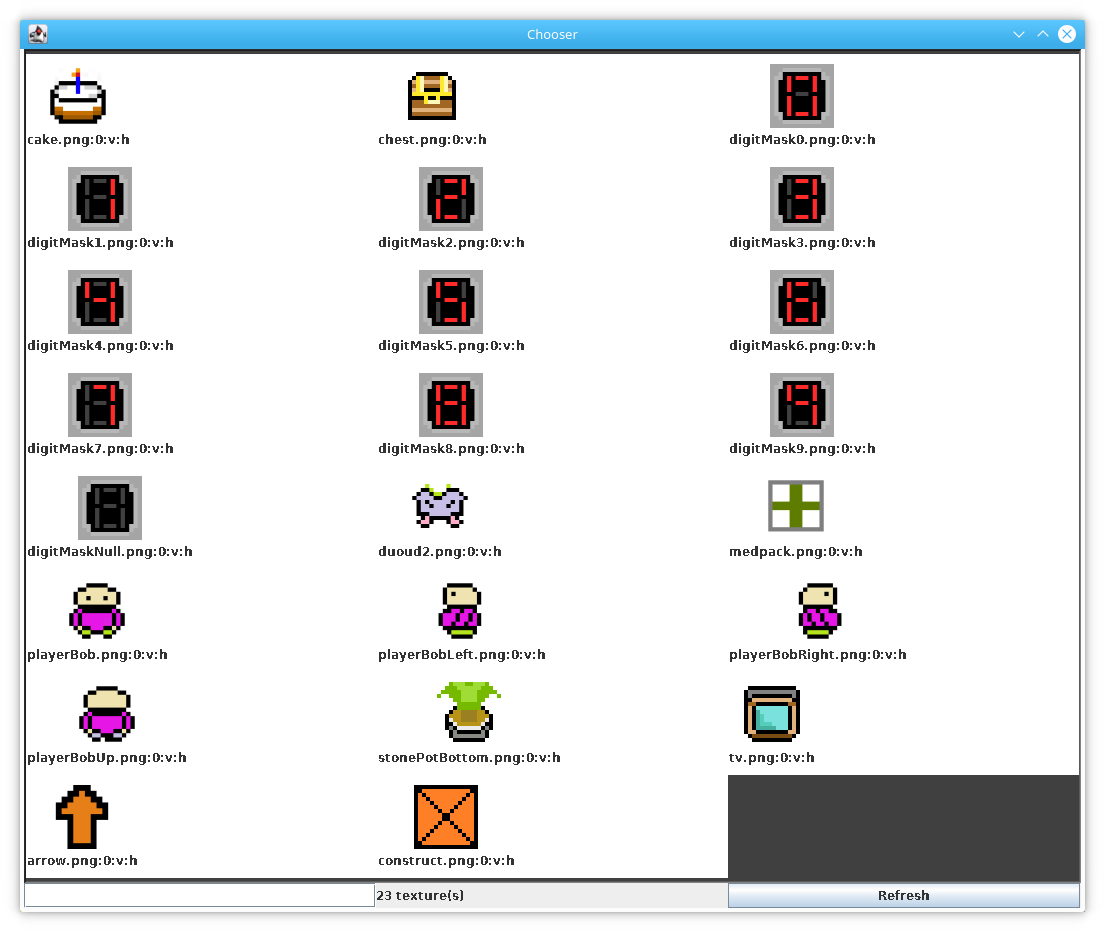 Chooser
cake.png:0:v:h
chest.png:0:v:h
digitMask0.png:0:v:h
digitMask1.png:0:v:h
digitMask2.png:0:v:h
digitMask3.png:0:v:h
digitMask4.png:0:v:h
digitMask5.png:0:v:h
digitMask6.png:0:v:h
digitMask7.png:0:v:h
digitMask8.png:0:v:h
digitMask9.png:0:v:h
digitMaskNull.png:0:v:h
duoud2.png:0:v:h
medpack.png:0:v:h
playerBob.png:0:v:h
playerBobLeft.png:0:v:h
playerBobRight.png:0:v:h
playerBobUp.png:0:v:h
stonePotBottom.png:0:v:h
tv.png:0:v:h
arrow.png:0:v:h
construct.png:0:v:h
23 texture(s)
Refresh